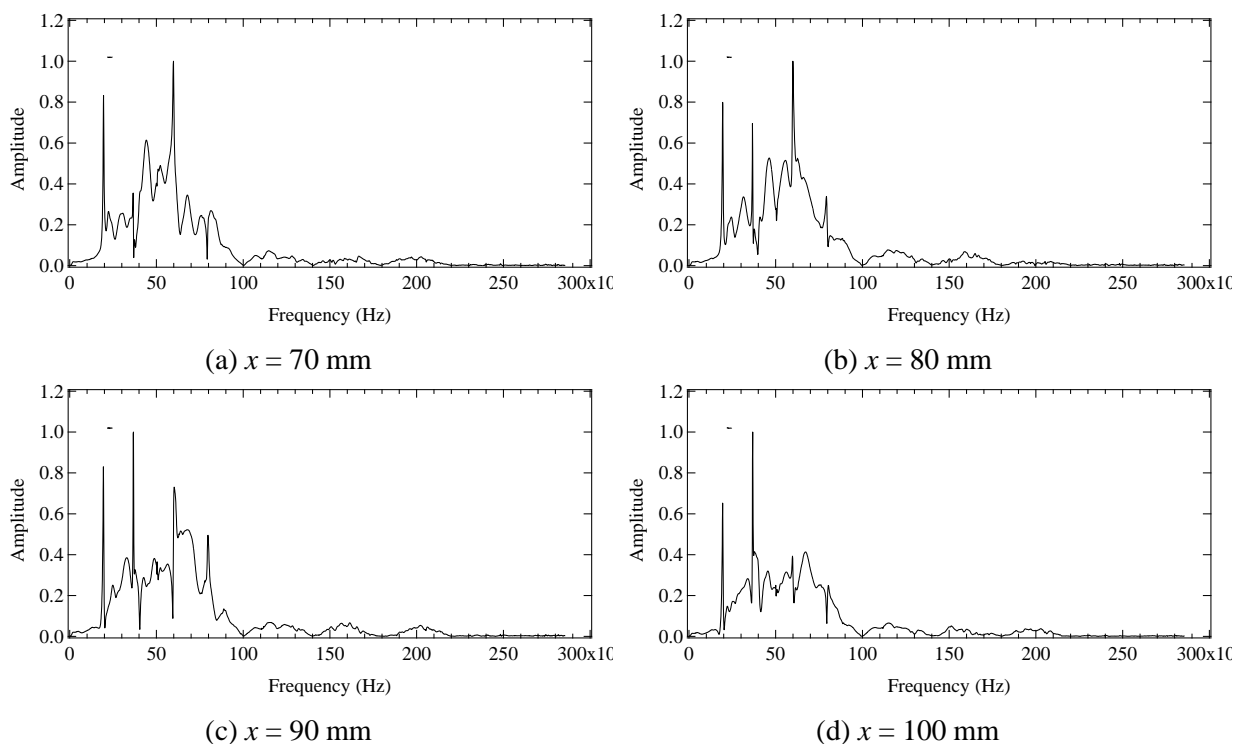 1.2
1.0
0.8
0.6
0.4
0.2
0.0
Amplitude
0 50 100 150 200 250 300x10
Frequency (Hz)
(a) x = 70 mm
1.2
1.0
0.8
0.6
0.4
0.2
0.0
Amplitude
0 50 100 150 200 250 300x10
Frequency (Hz)
(b) x = 80 mm
1.2
1.0
0.8
0.6
0.4
0.2
0.0
Amplitude
0 50 100 150 200 250 300x10
Frequency (Hz)
(c) x = 90 mm
1.2
1.0
0.8
0.6
0.4
0.2
0.0
Amplitude
0 50 100 150 200 250 300x10
Frequency (Hz)
(d) x = 100 mm